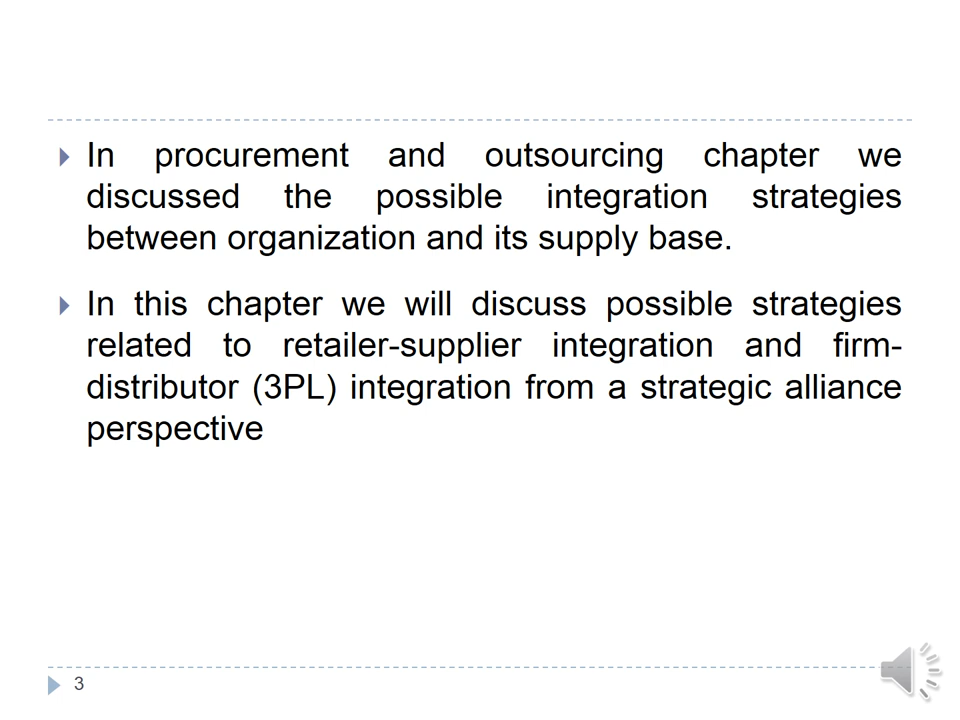 In procurement and outsourcing chapter we
discussed the possible integration strategies
between organization and its supply base.
In this chapter we will discuss possible strategies
related to retailer-supplier integration and firm-
distributor (3PL) integration from a strategic alliance
perspective
3